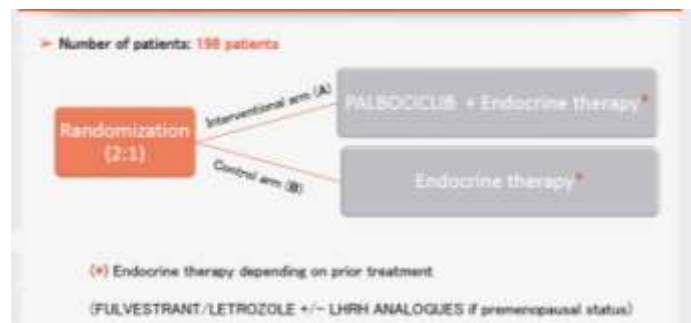 ➢ Number of patients: 198 patients
Interventional arm (A)
PALBOCICLIB + Endocrine therapy*
Randomization
(2:1)
Control arm (B)
Endocrine therapy*
(*) Endocrine therapy depending on prior treatment
(FULVESTRANT/LETROZOLE +/- LHRH ANALOGUES if premenopausal status)